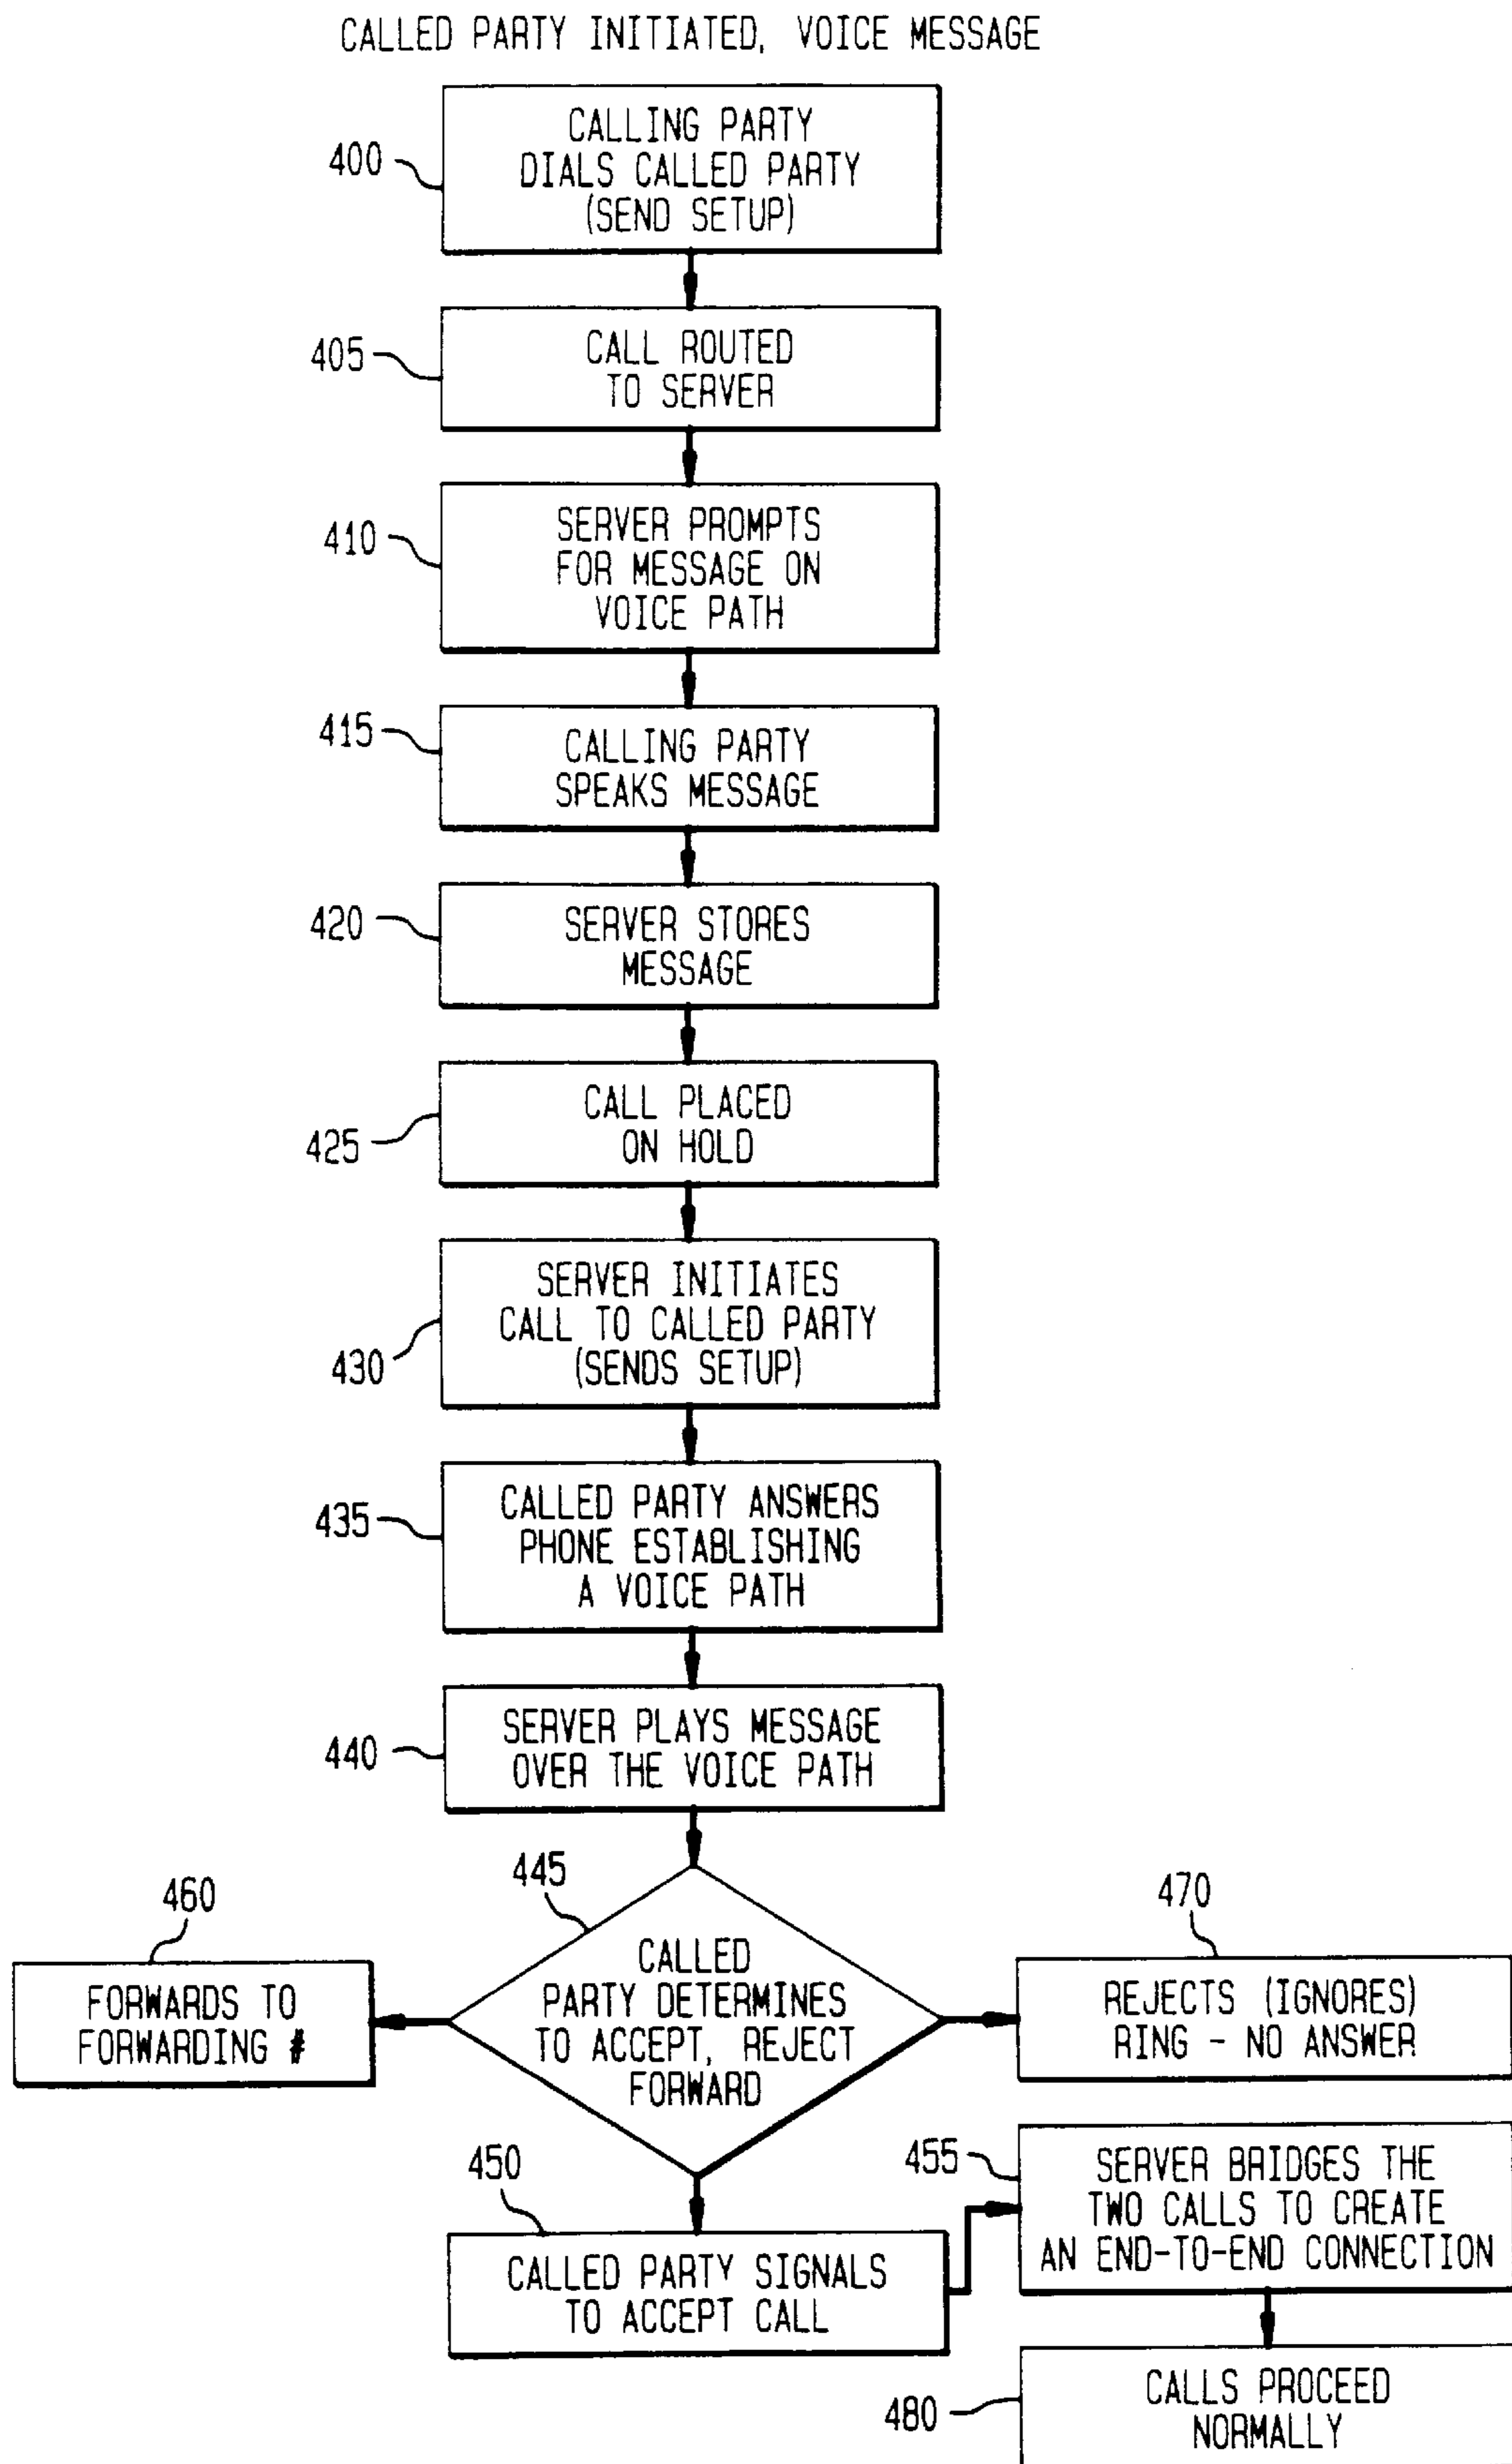 CALLED PARTY INITIATED, VOICE MESSAGE
400
CALLING PARTY
DIALS CALLED PARTY
(SEND SETUP)
405
CALL ROUTED
TO SERVER
410
SERVER PROMPTS
FOR MESSAGE ON
VOICE PATH
415
CALLING PARTY
SPEAKS MESSAGE
420
SERVER STORES
MESSAGE
425
CALL PLACED
ON HOLD
430
SERVER INITIATES
CALL TO CALLED PARTY
(SENDS SETUP)
435
CALLED PARTY ANSWERS
PHONE ESTABLISHING
A VOICE PATH
440
SERVER PLAYS MESSAGE
OVER THE VOICE PATH
445
CALLED
PARTY DETERMINES
TO ACCEPT, REJECT
FORWARD
460
FORWARDS TO
FORWARDING #
470
REJECTS (IGNORES)
RING - NO ANSWER
450
CALLED PARTY SIGNALS
TO ACCEPT CALL
455
SERVER BRIDGES THE
TWO CALLS TO CREATE
AN END-TO-END CONNECTION
480
CALLS PROCEED
NORMALLY